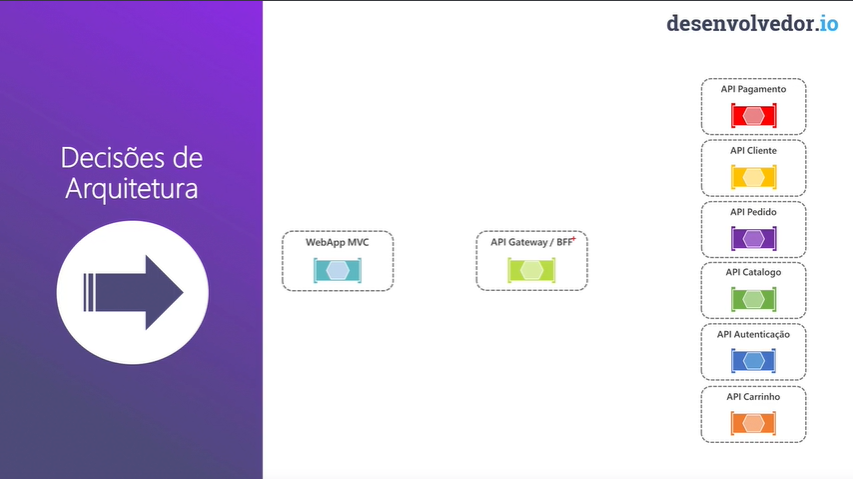 desenvolvedor.io
Decisões de
Arquitetura
WebApp MVC
API Gateway / BFF
API Pagamento
API Cliente
API Pedido
API Catalogo
API Autenticação
API Carrinho